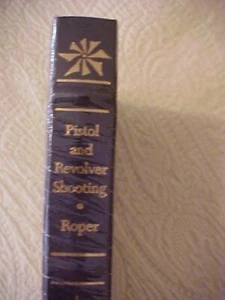 Pistol
and
Revolver
Shooting
•
Roper